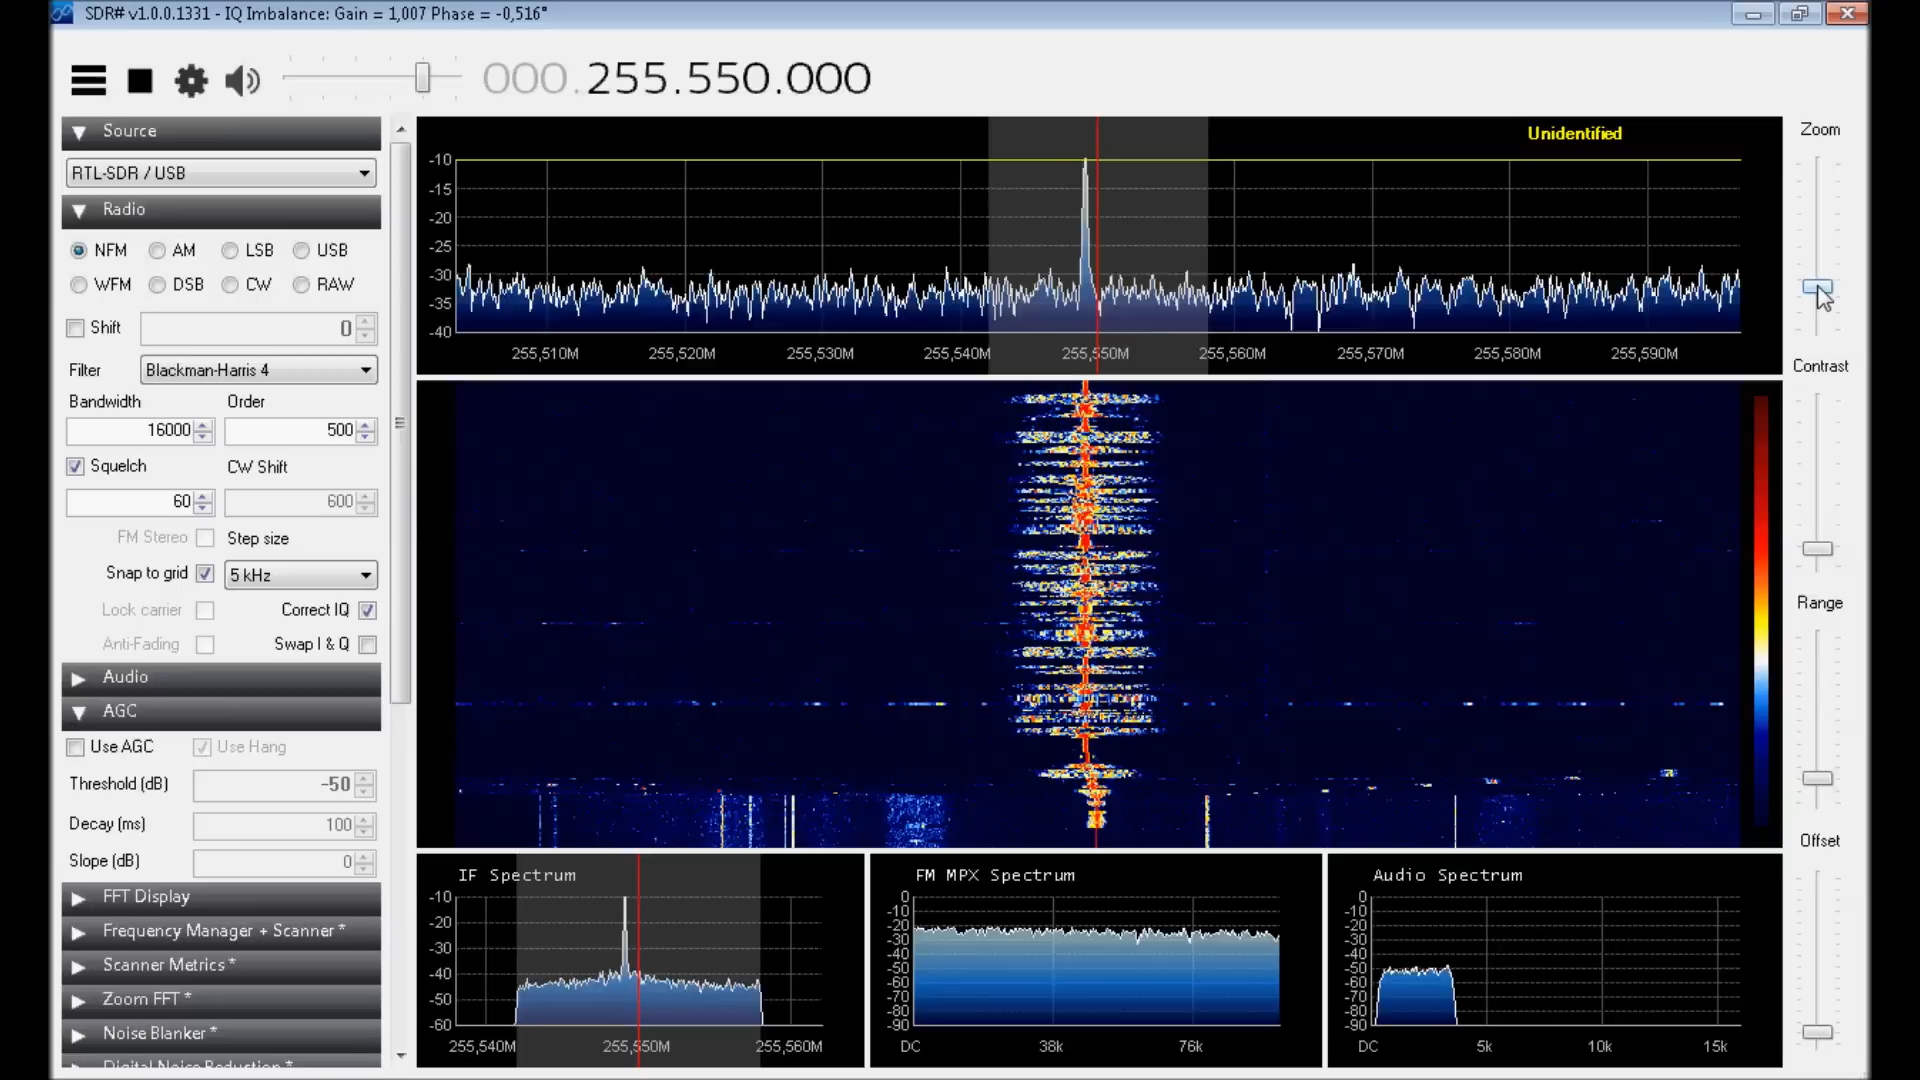 SDR# v1.0.0.1331 - IQ Imbalance: Gain = 1,007 Phase = -0,516°
000.255.550.000
Source
RTL-SDR / USB
Radio
NFM AM LSB USB
WFM DSB CW RAW
Shift 0
Filter Blackman-Harris 4
Bandwidth Order
16000 500
Squelch CW Shift
60 600
FM Stereo Step size
Snap to grid 5 kHz
Lock carrier Correct IQ
Anti-Fading Swap I & Q
Audio
AGC
Use AGC Use Hang
Threshold (dB) -50
Decay (ms) 100
Slope (dB) 0
FFT Display
Frequency Manager + Scanner *
Scanner Metrics *
Zoom FFT *
Noise Blanker *
Digital Noise Reduction *
Unidentified
-10
-15
-20
-25
-30
-35
-40
255,510M 255,520M 255,530M 255,540M 255,550M 255,560M 255,570M 255,580M 255,590M
Zoom
Contrast
Range
Offset
IF Spectrum
-10
-20
-30
-40
-50
-60
255,540M 255,550M 255,560M
FM MPX Spectrum
0
-10
-20
-30
-40
-50
-60
-70
-80
-90
DC 38k 76k
Audio Spectrum
0
-10
-20
-30
-40
-50
-60
-70
-80
-90
DC 5k 10k 15k